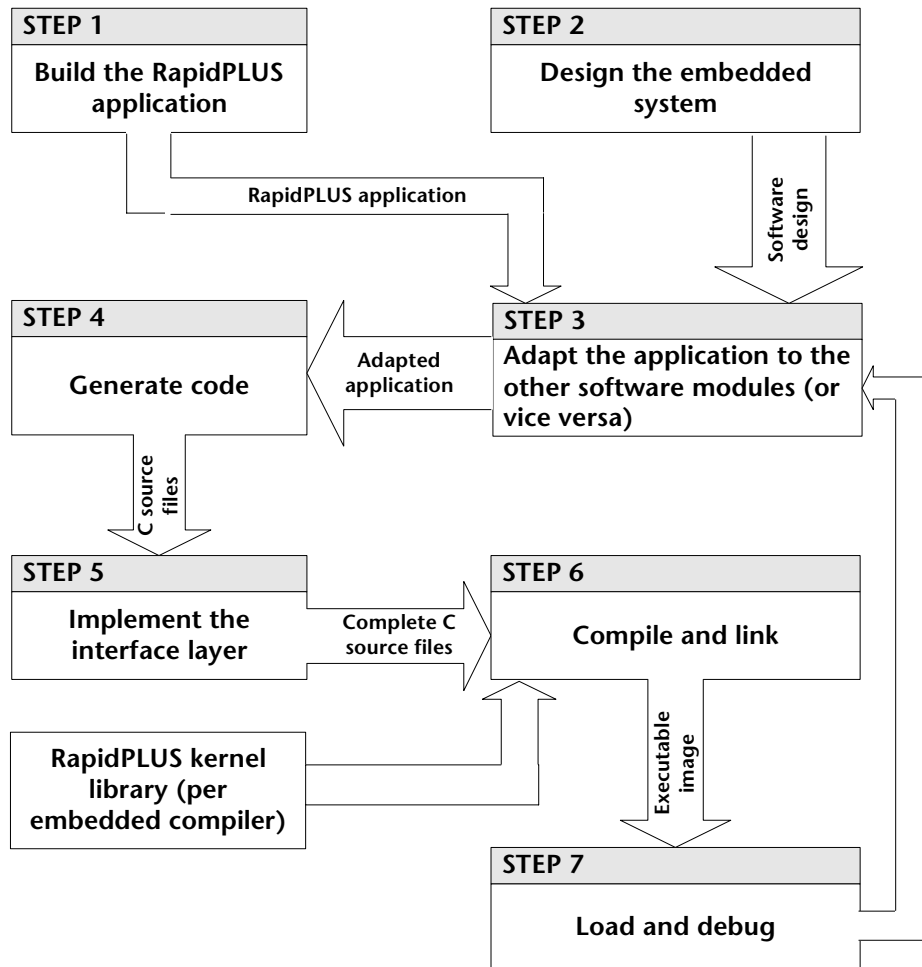 STEP 1
Build the RapidPLUS
application
STEP 2
Design the embedded
system
RapidPLUS application
Software
design
STEP 3
Adapt the application to the
other software modules (or
vice versa)
Adapted
application
STEP 4
Generate code
C source
files
STEP 5
Implement the
interface layer
Complete C
source files
STEP 6
Compile and link
RapidPLUS kernel
library (per
embedded compiler)
Executable
image
STEP 7
Load and debug